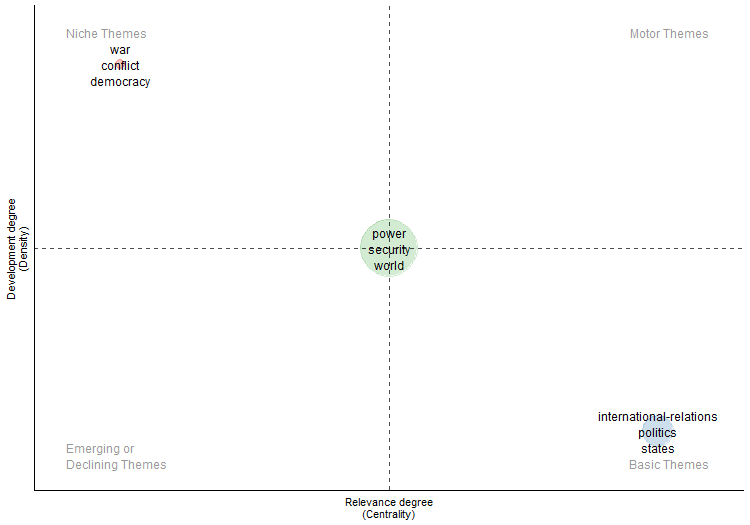 Niche Themes
war
conflict
democracy
Motor Themes
Development degree
(Density)
power
security
world
international-relations
politics
states
Basic Themes
Emerging or
Declining Themes
Relevance degree
(Centrality)